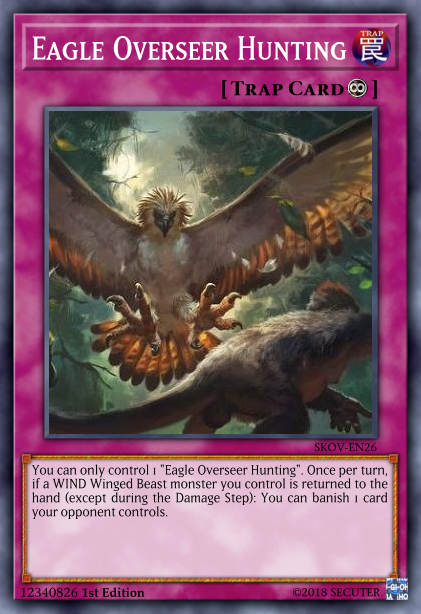 EAGLE OVERSEER HUNTING
TRAP
罠
[TRAP CARD ]
SKOV-EN26
You can only control 1 "Eagle Overseer Hunting". Once per turn,
if a WIND Winged Beast monster you control is returned to the
hand (except during the Damage Step): You can banish 1 card
your opponent controls.
12340826 1st Edition
©2018 SECUTER